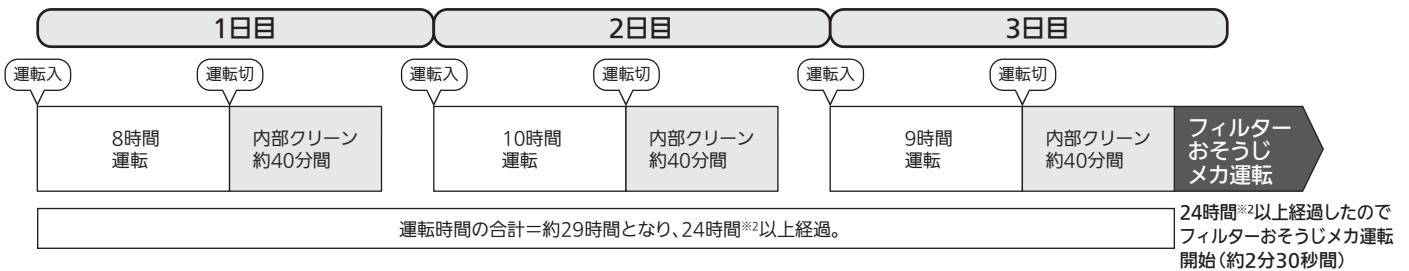 1日目
2日目
3日目
運転入
運転切
運転入
運転切
運転入
運転切
8時間
運転
内部クリーン
約40分間
10時間
運転
内部クリーン
約40分間
9時間
運転
内部クリーン
約40分間
フィルター
おそうじ
メカ運転
運転時間の合計＝約29時間となり、24時間※2以上経過。
24時間※2以上経過したので
フィルターおそうじメカ運転
開始（約2分30秒間）